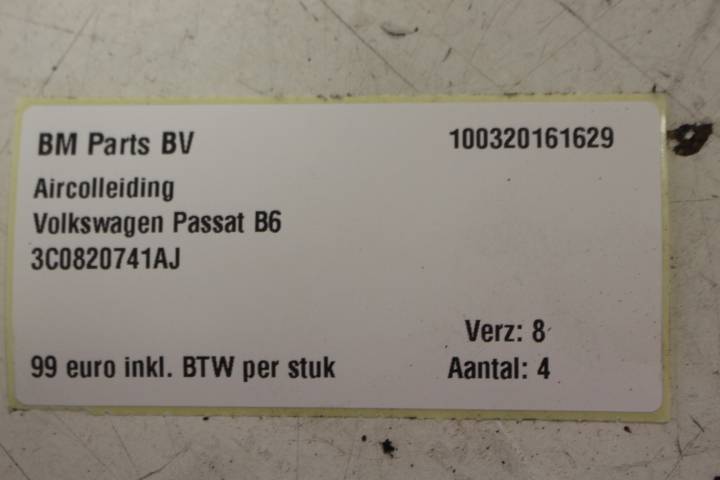 BM Parts BV 100320161629
Aircolleiding
Volkswagen Passat B6
3C0820741AJ
Verz: 8
99 euro inkl. BTW per stuk Aantal: 4